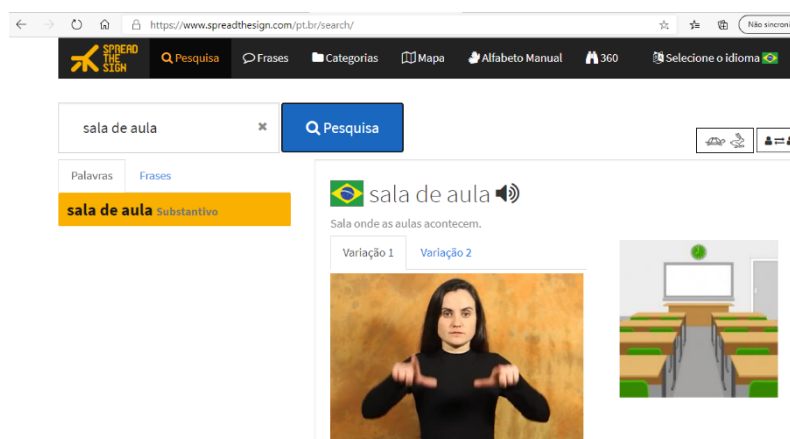 https://www.spreadthesign.com/pt.br/search/
Não sincroni
SPREAD
THE
SIGN
Pesquisa
Frases
Categorias
Mapa
Alfabeto Manual
360
Selecione o idioma
sala de aula
Pesquisa
Palavras Frases
sala de aula Substantivo
sala de aula
Sala onde as aulas acontecem.
Variação 1 Variação 2